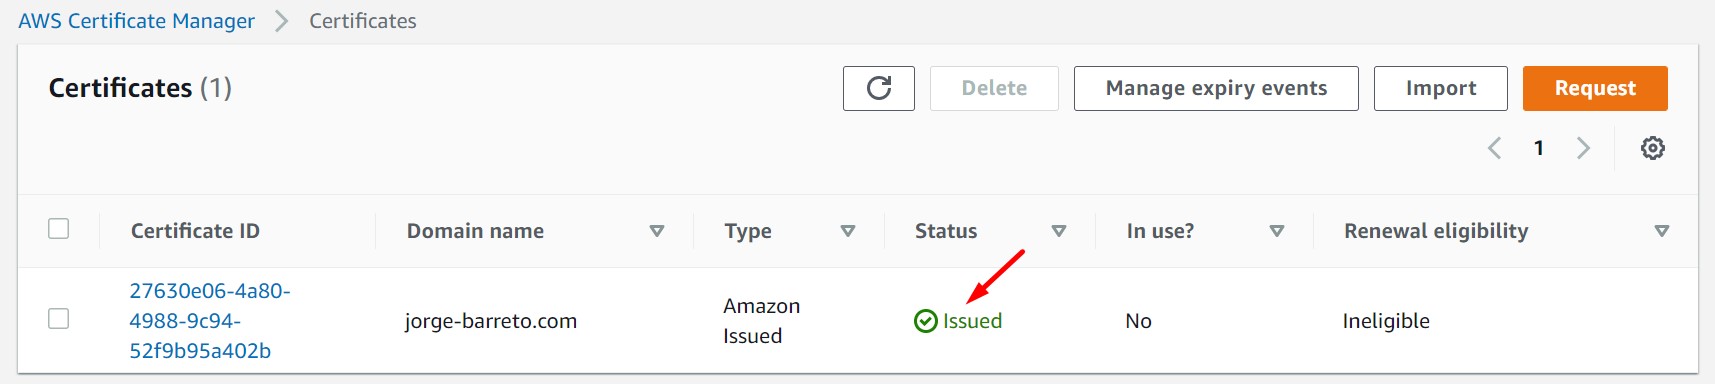 AWS Certificate Manager > Certificates
Certificates (1)
Delete
Manage expiry events
Import
Request
1
Certificate ID
Domain name
Type
Status
In use?
Renewal eligibility
27630e06-4a80-
4988-9c94-
52f9b95a402b
jorge-barreto.com
Amazon
Issued
Issued
No
Ineligible